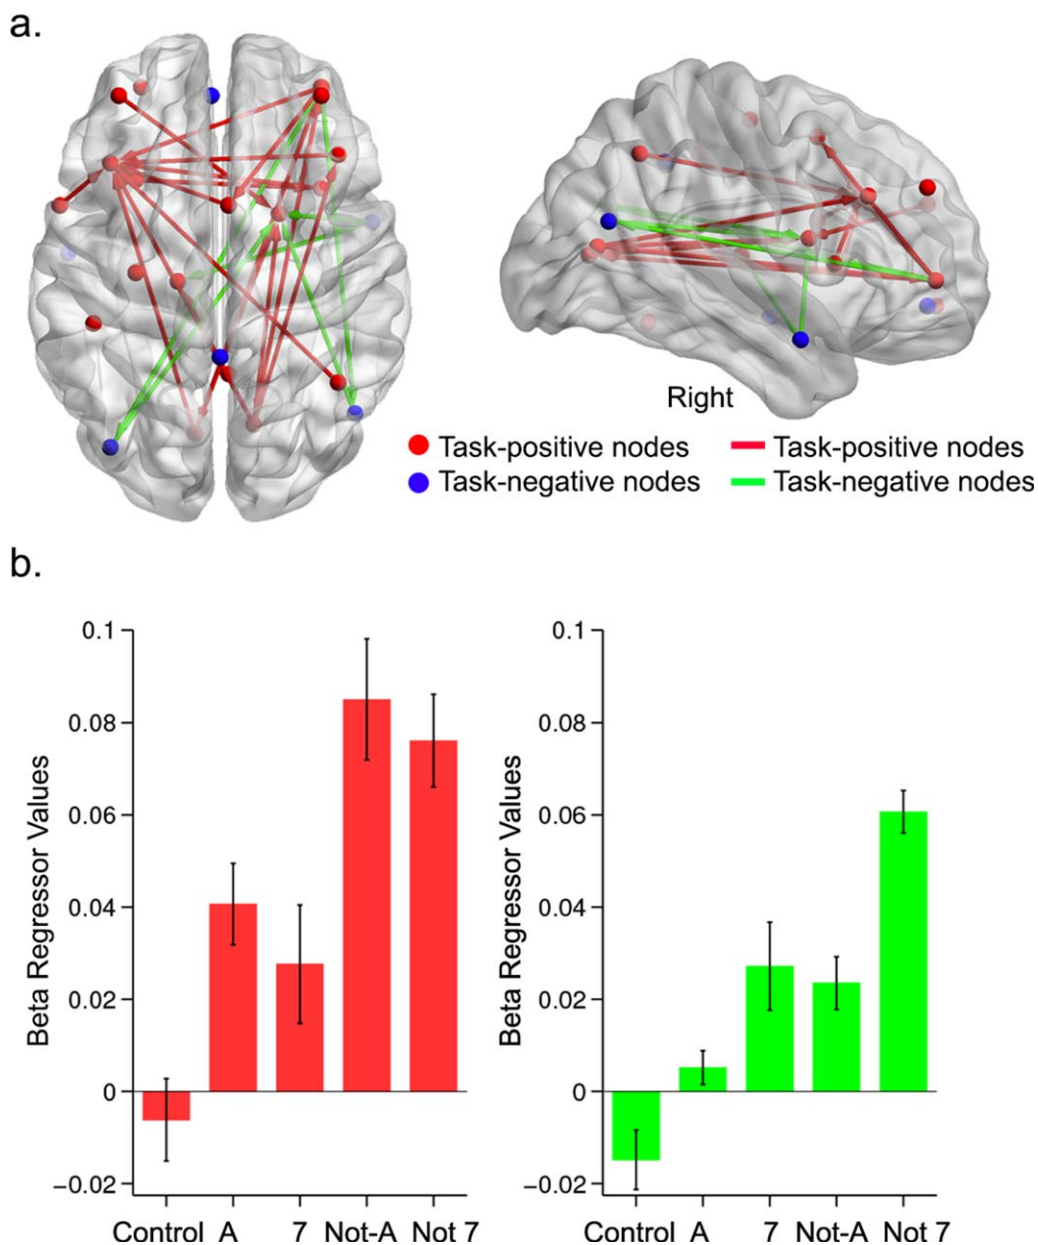 a.
Right
Task-positive nodes Task-positive nodes
Task-negative nodes Task-negative nodes
b.
0.1 0.1
0.08 0.08
0.06 0.06
0.04 0.04
0.02 0.02
0 0
−0.02 −0.02
Beta Regressor Values
Beta Regressor Values
Control A 7 Not-A Not 7
Control A 7 Not-A Not 7